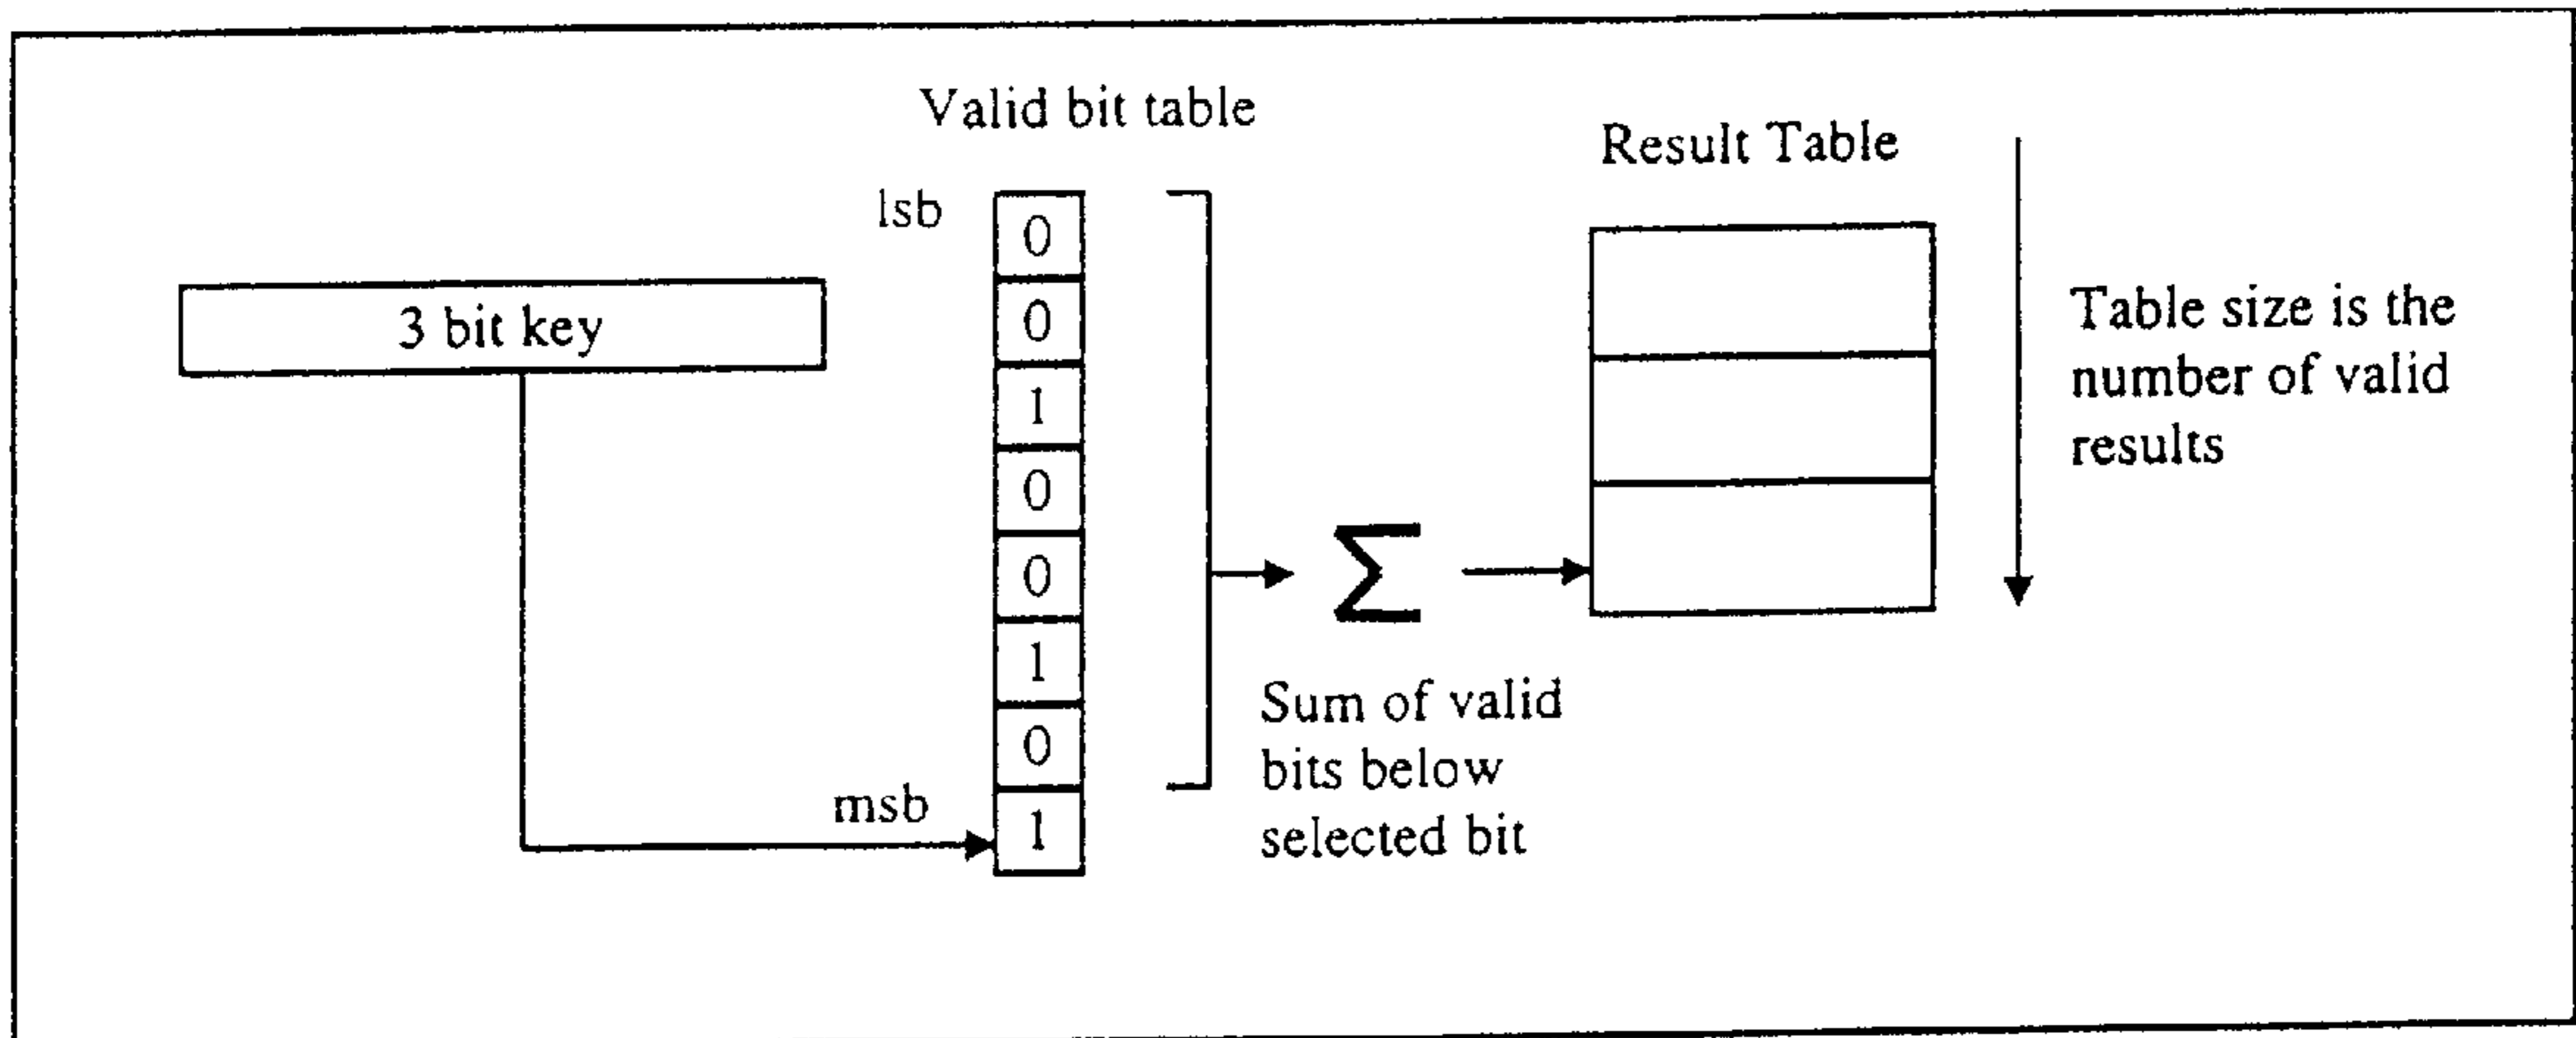 Valid bit table
Result Table
lsb
0
0
1
0
0
1
0
1
3 bit key
msb
Σ
Sum of valid
bits below
selected bit
Table size is the
number of valid
results